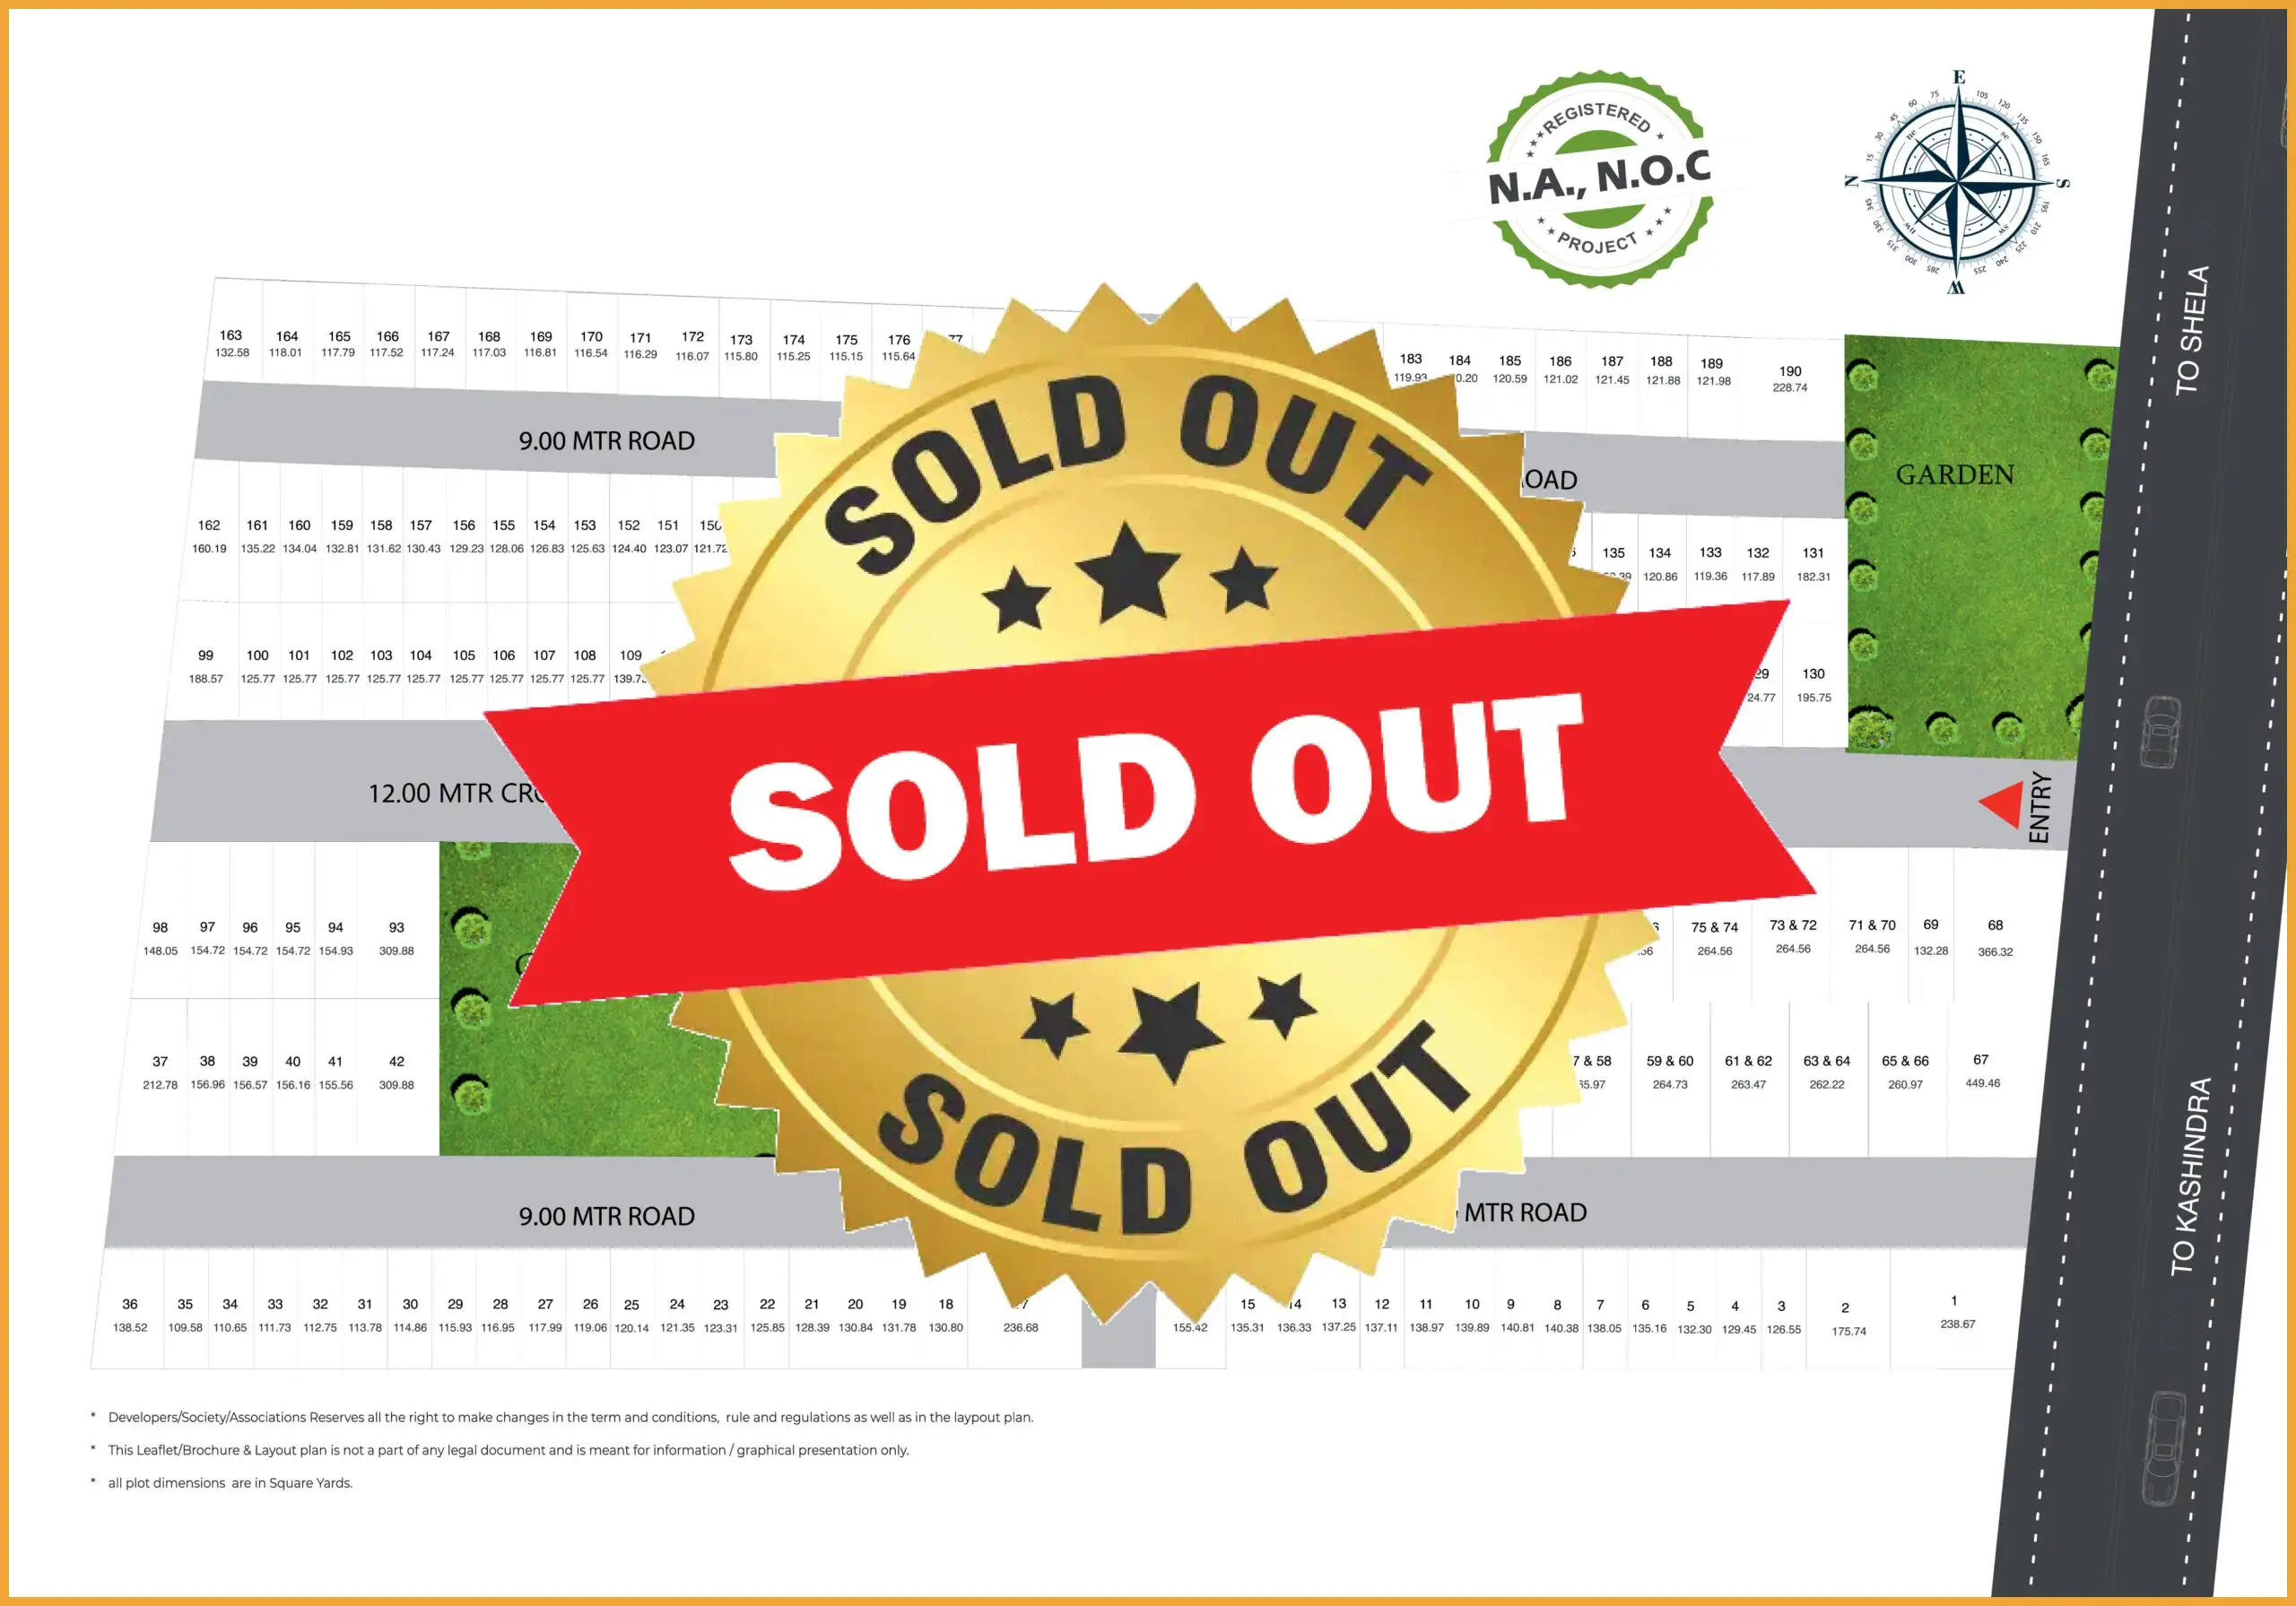 REGISTERED
N.A., N.O.C
PROJECT
E
N
S
W
TO SHELA
163 164 165 166 167 168 169 170 171 172 173 174 175 176
132.58 118.01 117.79 117.52 117.24 117.03 116.81 116.54 116.29 116.07 115.80 115.25 115.15 115.64
183 184 185 186 187 188 189 190
119.93 120.59 121.02 121.45 121.88 121.98 228.74
9.00 MTR ROAD
GARDEN
SOLD OUT
162 161 160 159 158 157 156 155 154 153 152 151 150
160.19 135.22 134.04 132.81 131.62 130.43 129.23 128.06 126.83 125.63 124.40 123.07 121.72
135 134 133 132 131
120.86 119.36 117.89 182.31
99 100 101 102 103 104 105 106 107 108 109
188.57 125.77 125.77 125.77 125.77 125.77 125.77 125.77 125.77 125.77
130
195.75
12.00 MTR
SOLD OUT
ENTRY
98 97 96 95 94 93
148.05 154.72 154.72 154.72 154.93 309.88
75 & 74 73 & 72 71 & 70 69 68
264.56 264.56 264.56 132.28 366.32
37 38 39 40 41 42
212.78 156.96 156.57 156.16 155.56 309.88
59 & 60 61 & 62 63 & 64 65 & 66 67
264.73 263.47 262.22 260.97 449.46
SOLD OUT
9.00 MTR ROAD
MTR ROAD
TO KASHINDRA
36 35 34 33 32 31 30 29 28 27 26 25 24 23 22 21 20 19 18
138.52 109.58 110.65 111.73 112.75 113.78 114.86 115.93 116.95 117.99 119.06 120.14 121.35 123.31 125.85 128.39 130.84 131.78 130.80 236.68
15 14 13 12 11 10 9 8 7 6 5 4 3 2 1
155.42 135.31 136.33 137.25 137.11 138.97 139.89 140.81 140.38 138.05 135.16 132.30 129.45 126.55 175.74 238.67
* Developers/Society/Associations Reserves all the right to make changes in the term and conditions, rule and regulations as well as in the laypout plan.
* This Leaflet/Brochure & Layout plan is not a part of any legal document and is meant for information / graphical presentation only.
* all plot dimensions are in Square Yards.